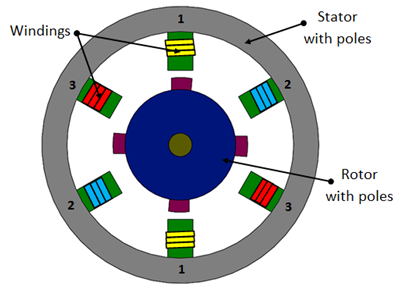 1
Windings
Stator
with poles
3
2
2
3
Rotor
with poles
1